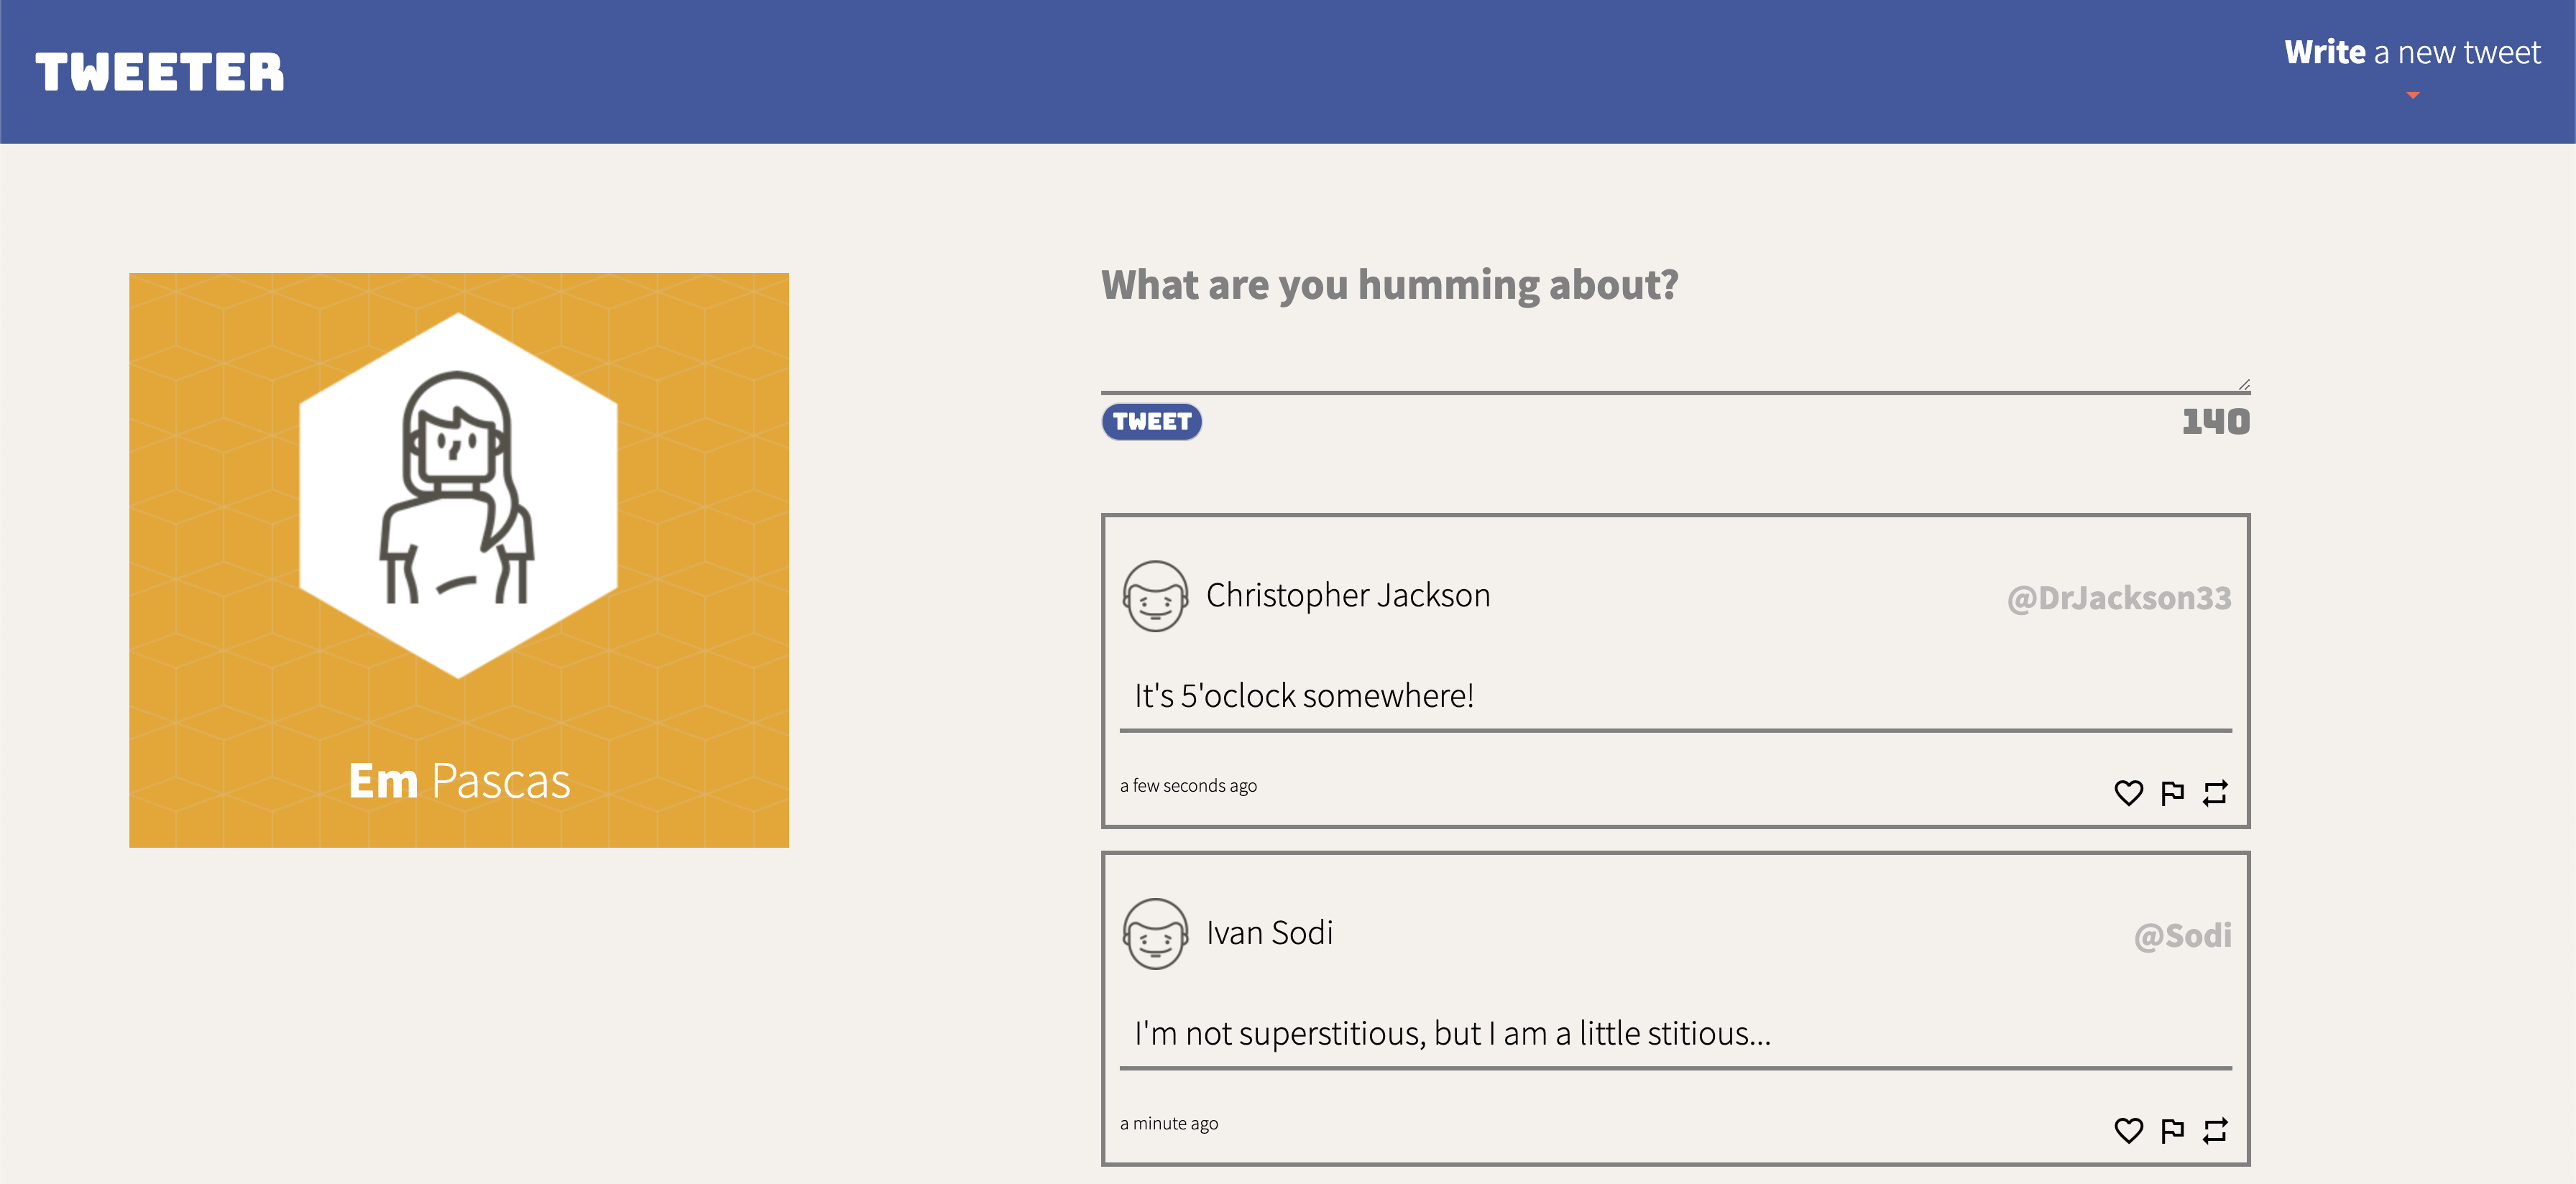 TWEETER
Write a new tweet
Em Pascas
What are you humming about?
TWEET
140
Christopher Jackson
@DrJackson33
It's 5'oclock somewhere!
a few seconds ago
Ivan Sodi
@Sodi
I'm not superstitious, but I am a little stitious...
a minute ago